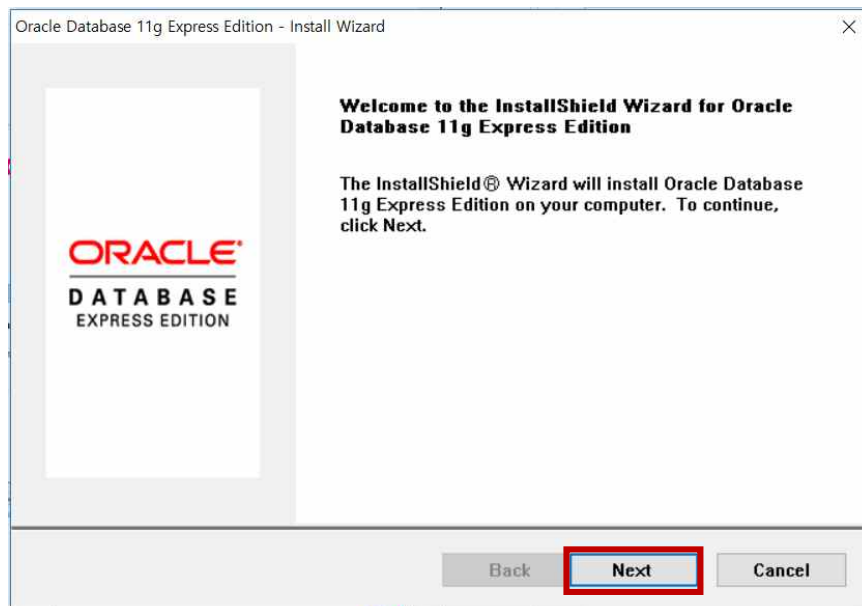 Oracle Database 11g Express Edition - Install Wizard
ORACLE®
DATABASE
EXPRESS EDITION
Welcome to the InstallShield Wizard for Oracle
Database 11g Express Edition
The InstallShield® Wizard will install Oracle Database
11g Express Edition on your computer. To continue,
click Next.
Back
Next
Cancel